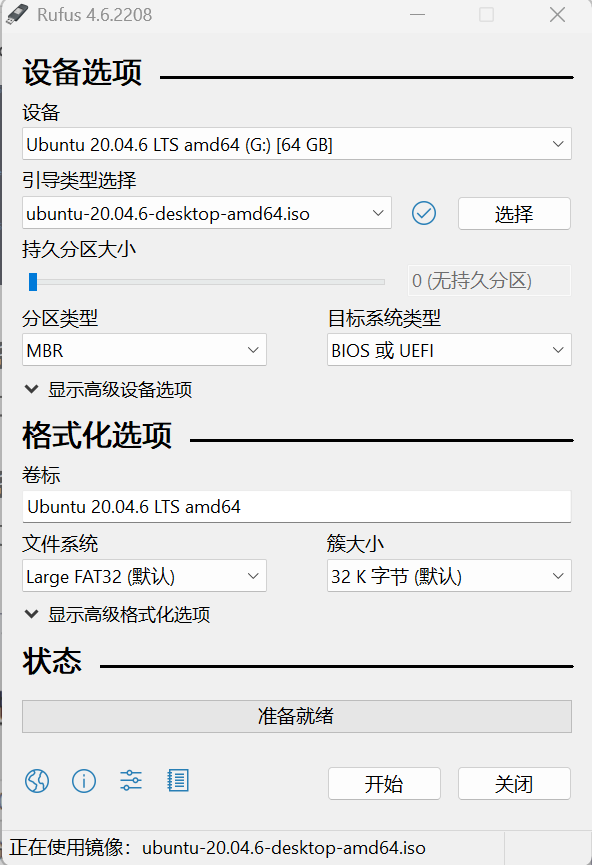 Rufus 4.6.2208
设备选项
设备
Ubuntu 20.04.6 LTS amd64 (G:) [64 GB]
引导类型选择
ubuntu-20.04.6-desktop-amd64.iso
选择
持久分区大小
0 (无持久分区)
分区类型
目标系统类型
MBR
BIOS 或 UEFI
显示高级设备选项
格式化选项
卷标
Ubuntu 20.04.6 LTS amd64
文件系统
簇大小
Large FAT32 (默认)
32 K 字节 (默认)
显示高级格式化选项
状态
准备就绪
开始
关闭
正在使用镜像：ubuntu-20.04.6-desktop-amd64.iso